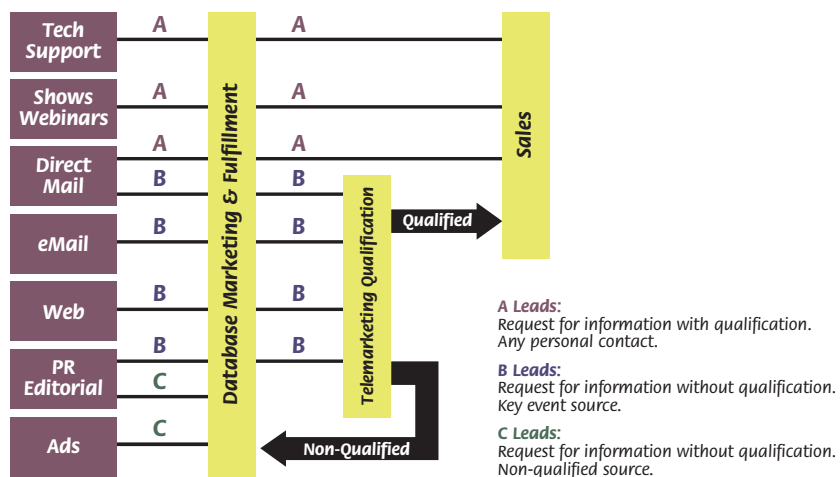 Tech
Support
A
A
Shows
Webinars
A
A
Direct
Mail
A
A
B
B
eMail
B
B
Web
B
B
PR
Editorial
B
B
C
Ads
C
Database Marketing & Fulfillment
Telemarketing Qualification
Sales
Qualified
Non-Qualified
A Leads:
Request for information with qualification.
Any personal contact.
B Leads:
Request for information without qualification.
Key event source.
C Leads:
Request for information without qualification.
Non-qualified source.